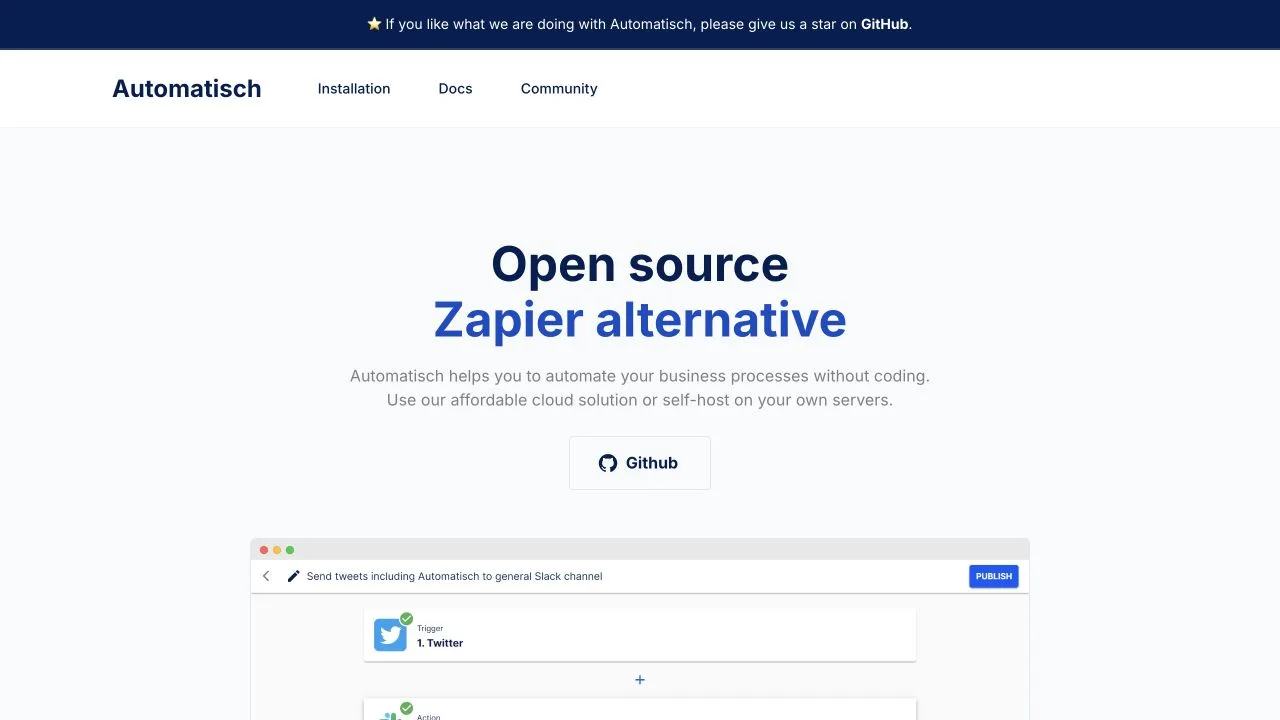 ⭐ If you like what we are doing with Automatisch, please give us a star on GitHub.
Automatisch
Installation
Docs
Community
Open source
Zapier alternative
Automatisch helps you to automate your business processes without coding.
Use our affordable cloud solution or self-host on your own servers.
Github
Send tweets including Automatisch to general Slack channel
PUBLISH
Trigger
1. Twitter
+
Action